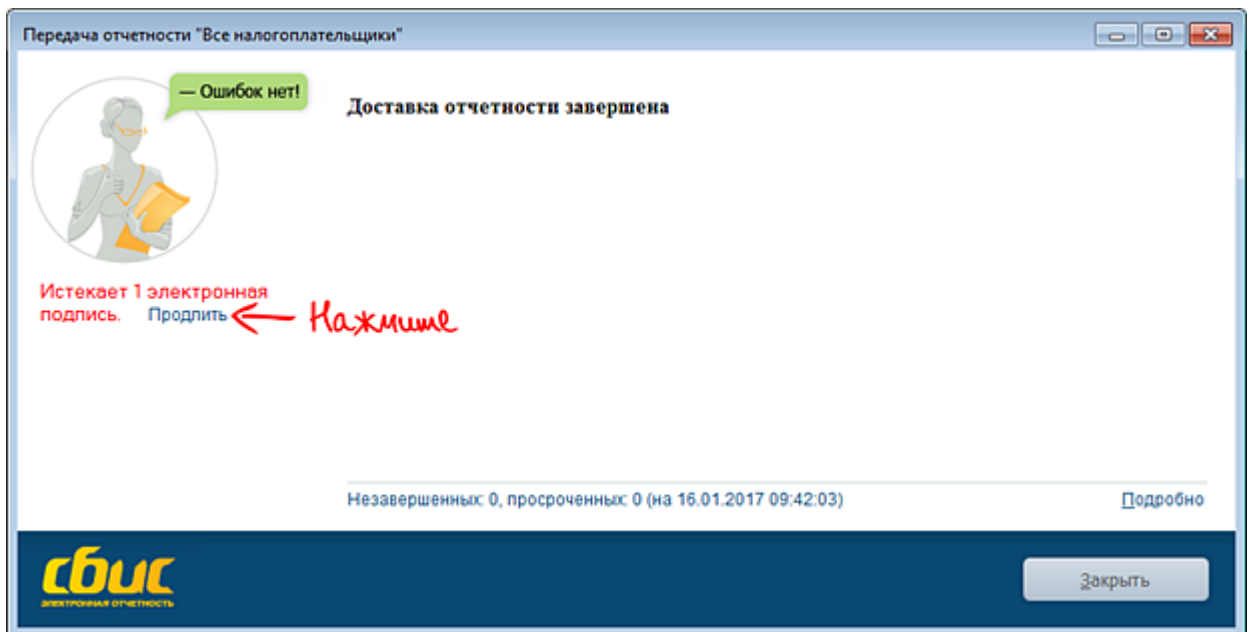 Передача отчетности "Все налогоплательщики"
— Ошибок нет!
Доставка отчетности завершена
Истекает 1 электронная
подпись. Продлить
Нажмите
Незавершенных: 0, просроченных: 0 (на 16.01.2017 09:42:03)
Подробно
сбис
ЭЛЕКТРОННАЯ ОТЧЕТНОСТЬ
Закрыть